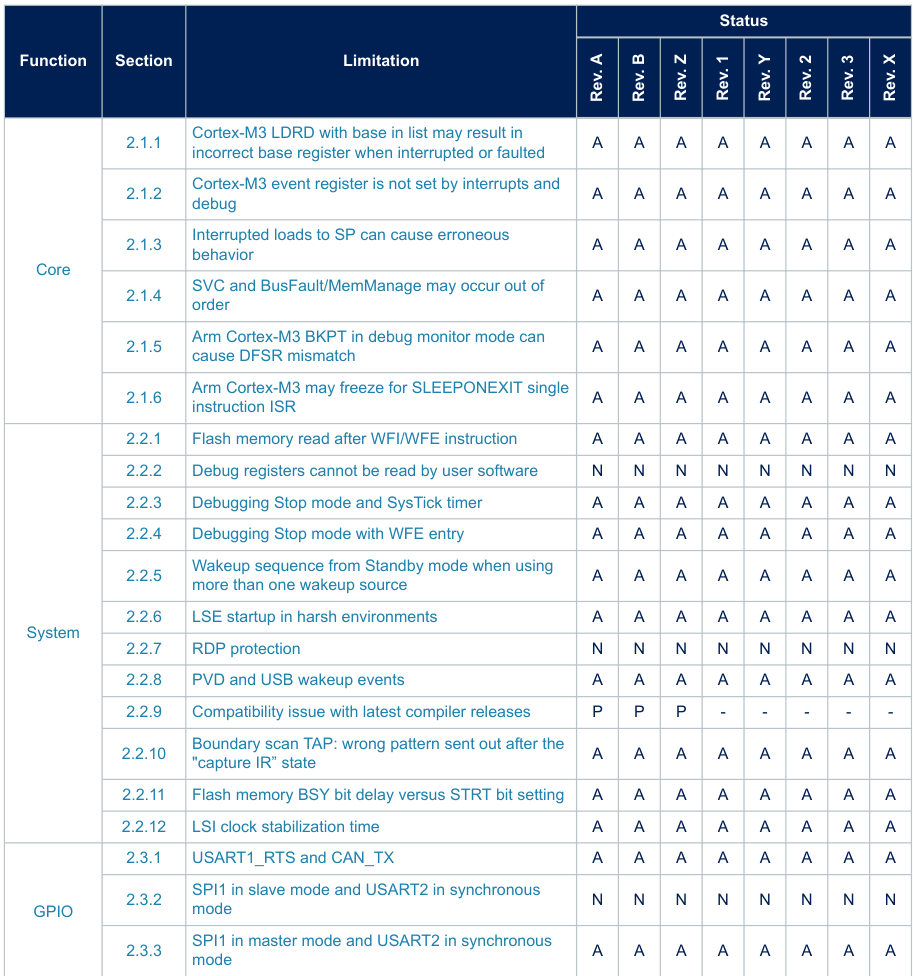 Function Section Limitation Status
Rev. A Rev. B Rev. Z Rev. 1 Rev. Y Rev. 2 Rev. 3 Rev. X
Core
2.1.1 Cortex-M3 LDRD with base in list may result in
incorrect base register when interrupted or faulted A A A A A A A A
2.1.2 Cortex-M3 event register is not set by interrupts and
debug A A A A A A A A
2.1.3 Interrupted loads to SP can cause erroneous
behavior A A A A A A A A
2.1.4 SVC and BusFault/MemManage may occur out of
order A A A A A A A A
2.1.5 Arm Cortex-M3 BKPT in debug monitor mode can
cause DFSR mismatch A A A A A A A A
2.1.6 Arm Cortex-M3 may freeze for SLEEPONEXIT single
instruction ISR A A A A A A A A
System
2.2.1 Flash memory read after WFI/WFE instruction A A A A A A A A
2.2.2 Debug registers cannot be read by user software N N N N N N N N
2.2.3 Debugging Stop mode and SysTick timer A A A A A A A A
2.2.4 Debugging Stop mode with WFE entry A A A A A A A A
2.2.5 Wakeup sequence from Standby mode when using
more than one wakeup source A A A A A A A A
2.2.6 LSE startup in harsh environments A A A A A A A A
2.2.7 RDP protection N N N N N N N N
2.2.8 PVD and USB wakeup events A A A A A A A A
2.2.9 Compatibility issue with latest compiler releases P P P - - - - -
2.2.10 Boundary scan TAP: wrong pattern sent out after the
"capture IR” state A A A A A A A A
2.2.11 Flash memory BSY bit delay versus STRT bit setting A A A A A A A A
2.2.12 LSI clock stabilization time A A A A A A A A
GPIO
2.3.1 USART1_RTS and CAN_TX A A A A A A A A
2.3.2 SPI1 in slave mode and USART2 in synchronous
mode N N N N N N N N
2.3.3 SPI1 in master mode and USART2 in synchronous
mode A A A A A A A A